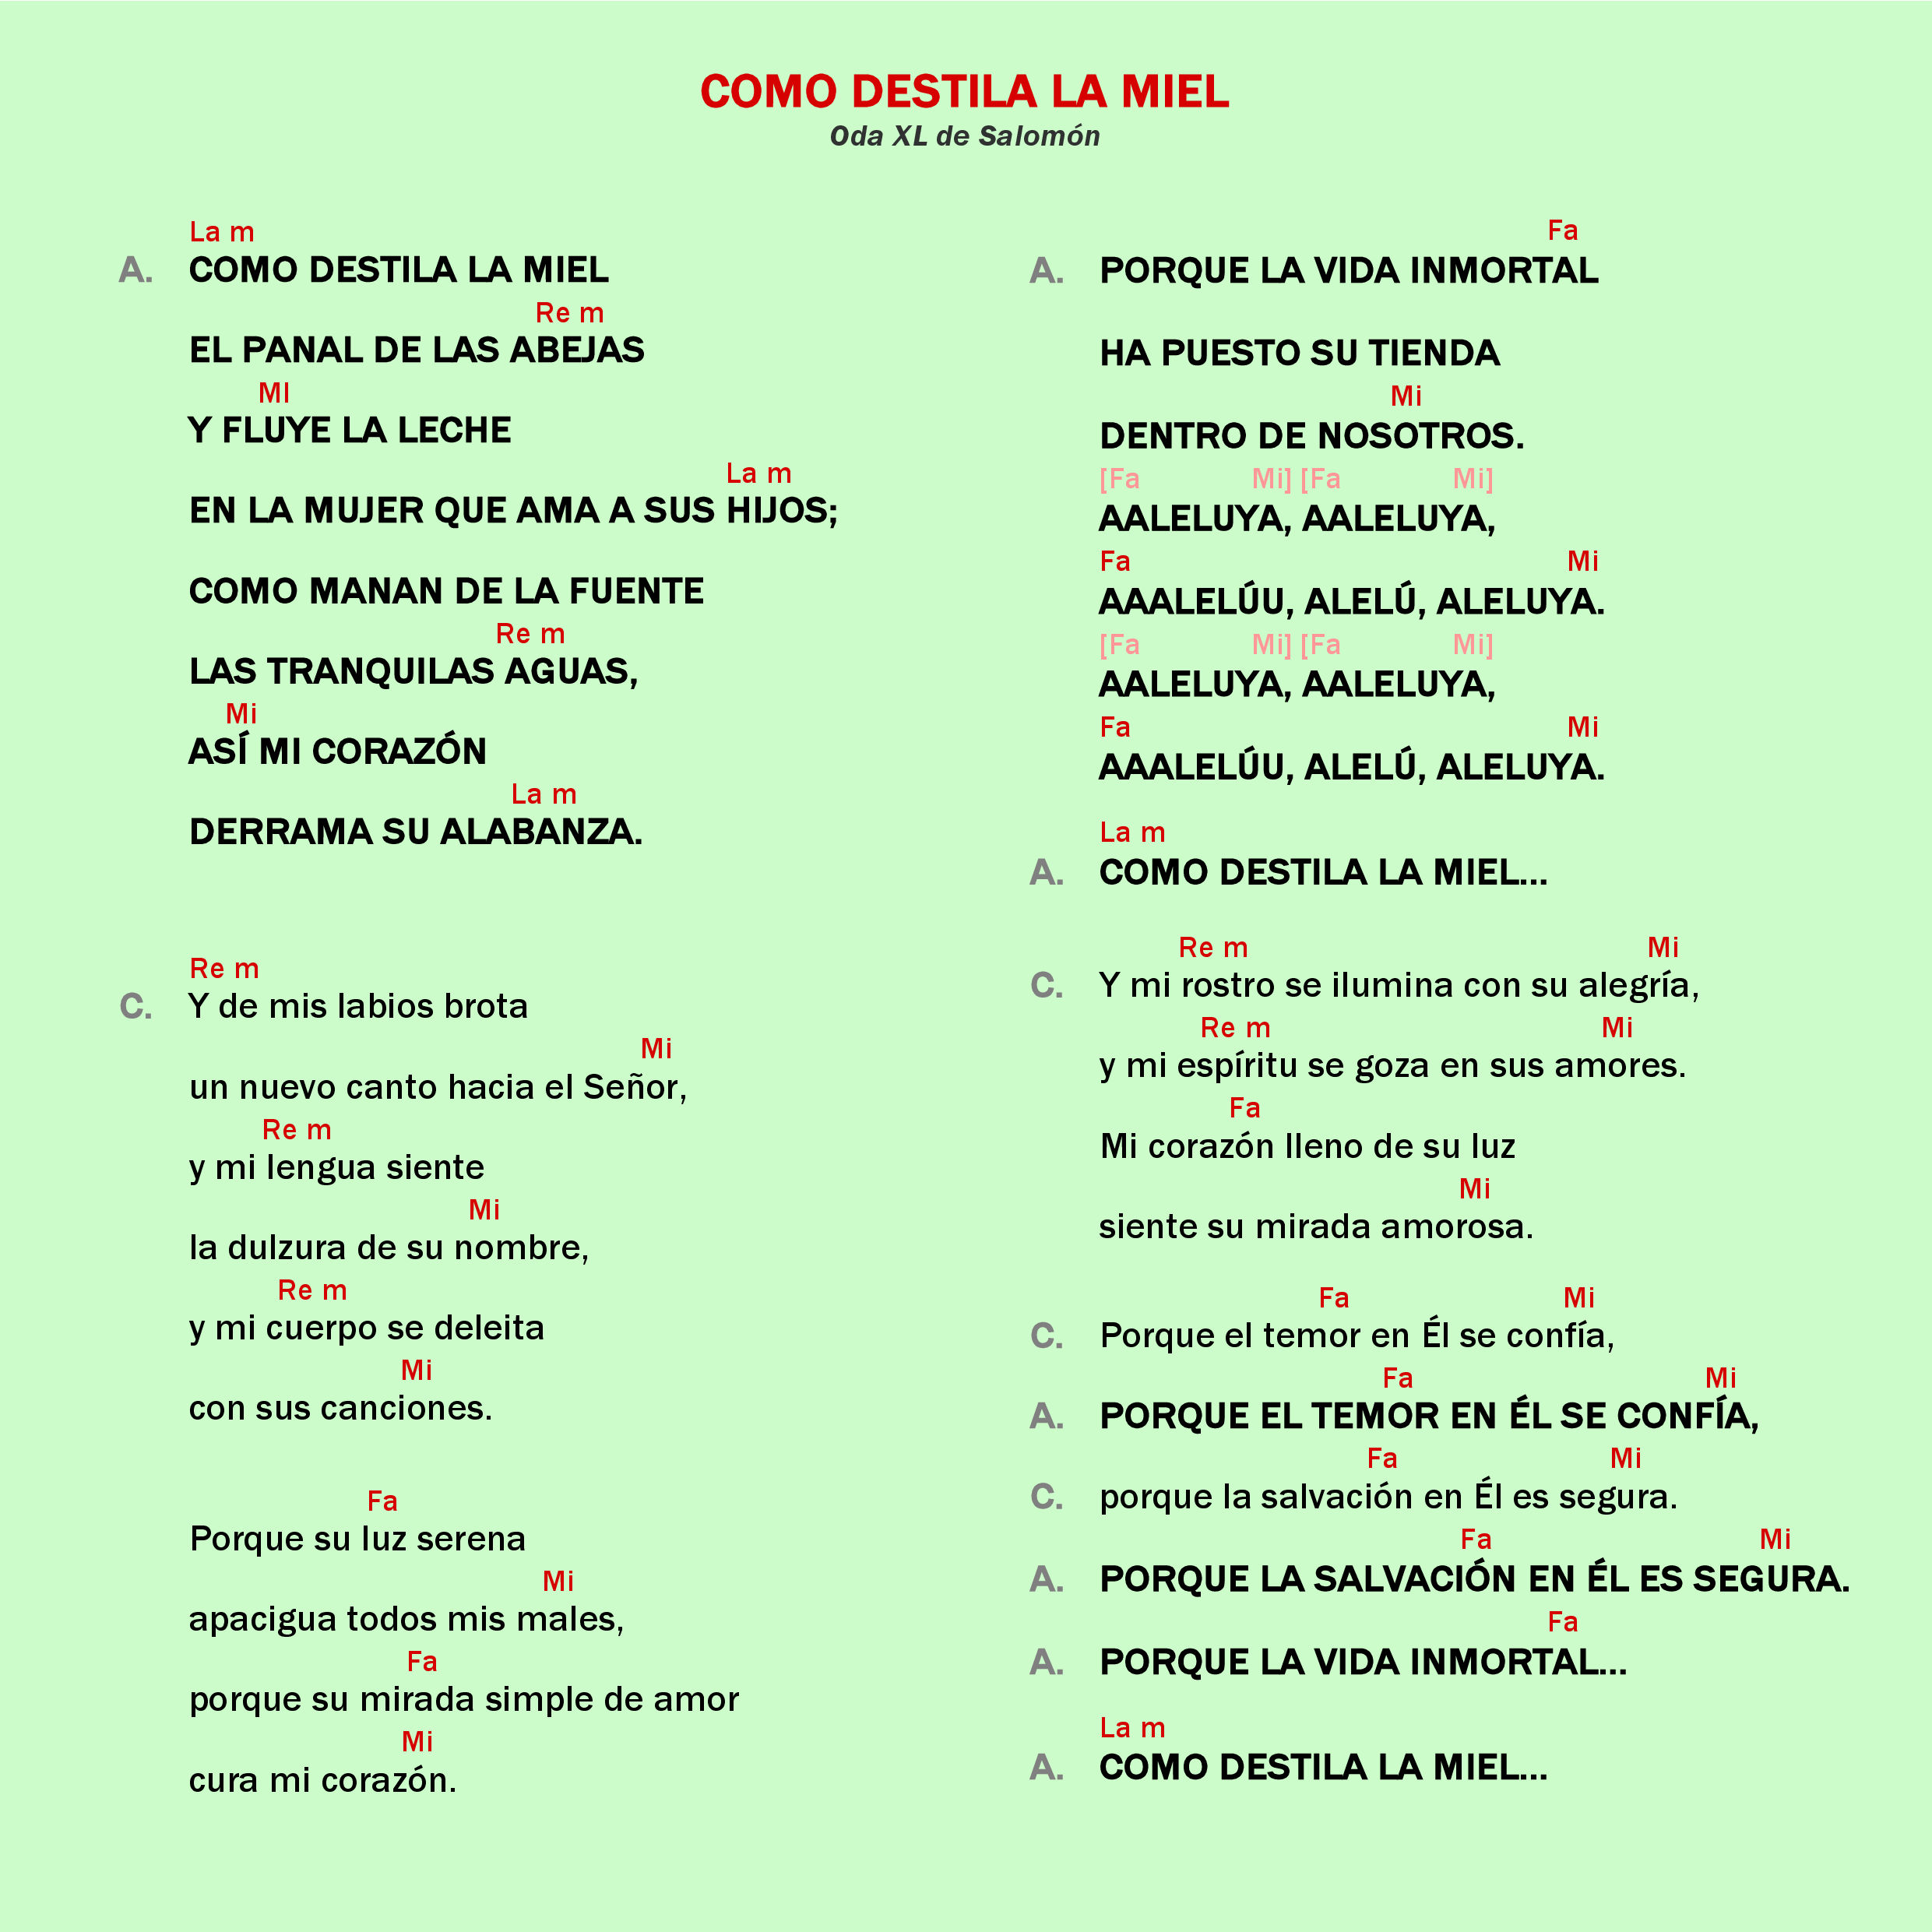 COMO DESTILA LA MIEL
Oda XL de Salomón
La m
A. COMO DESTILA LA MIEL
Re m
EL PANAL DE LAS ABEJAS
MI
Y FLUYE LA LECHE
La m
EN LA MUJER QUE AMA A SUS HIJOS;
COMO MANAN DE LA FUENTE
Re m
LAS TRANQUILAS AGUAS,
Mi
ASÍ MI CORAZÓN
La m
DERRAMA SU ALABANZA.
Re m
C. Y de mis labios brota
Mi
un nuevo canto hacia el Señor,
Re m
y mi lengua siente
Mi
la dulzura de su nombre,
Re m
y mi cuerpo se deleita
Mi
con sus canciones.
Fa
Porque su luz serena
Mi
apacigua todos mis males,
Fa
porque su mirada simple de amor
Mi
cura mi corazón.
Fa
A. PORQUE LA VIDA INMORTAL
HA PUESTO SU TIENDA
Mi
DENTRO DE NOSOTROS.
[Fa Mi] [Fa Mi]
AALELUYA, AALELUYA,
Fa Mi
AAALELÚU, ALELÚ, ALELUYA.
[Fa Mi] [Fa Mi]
AALELUYA, AALELUYA,
Fa Mi
AAALELÚU, ALELÚ, ALELUYA.
La m
A. COMO DESTILA LA MIEL...
Re m Mi
C. Y mi rostro se ilumina con su alegría,
Re m Mi
y mi espíritu se goza en sus amores.
Fa
Mi corazón lleno de su luz
Mi
siente su mirada amorosa.
Fa Mi
C. Porque el temor en Él se confía,
Fa Mi
A. PORQUE EL TEMOR EN ÉL SE CONFÍA,
Fa Mi
C. porque la salvación en Él es segura.
Fa Mi
A. PORQUE LA SALVACIÓN EN ÉL ES SEGURA.
Fa
A. PORQUE LA VIDA INMORTAL...
La m
A. COMO DESTILA LA MIEL...